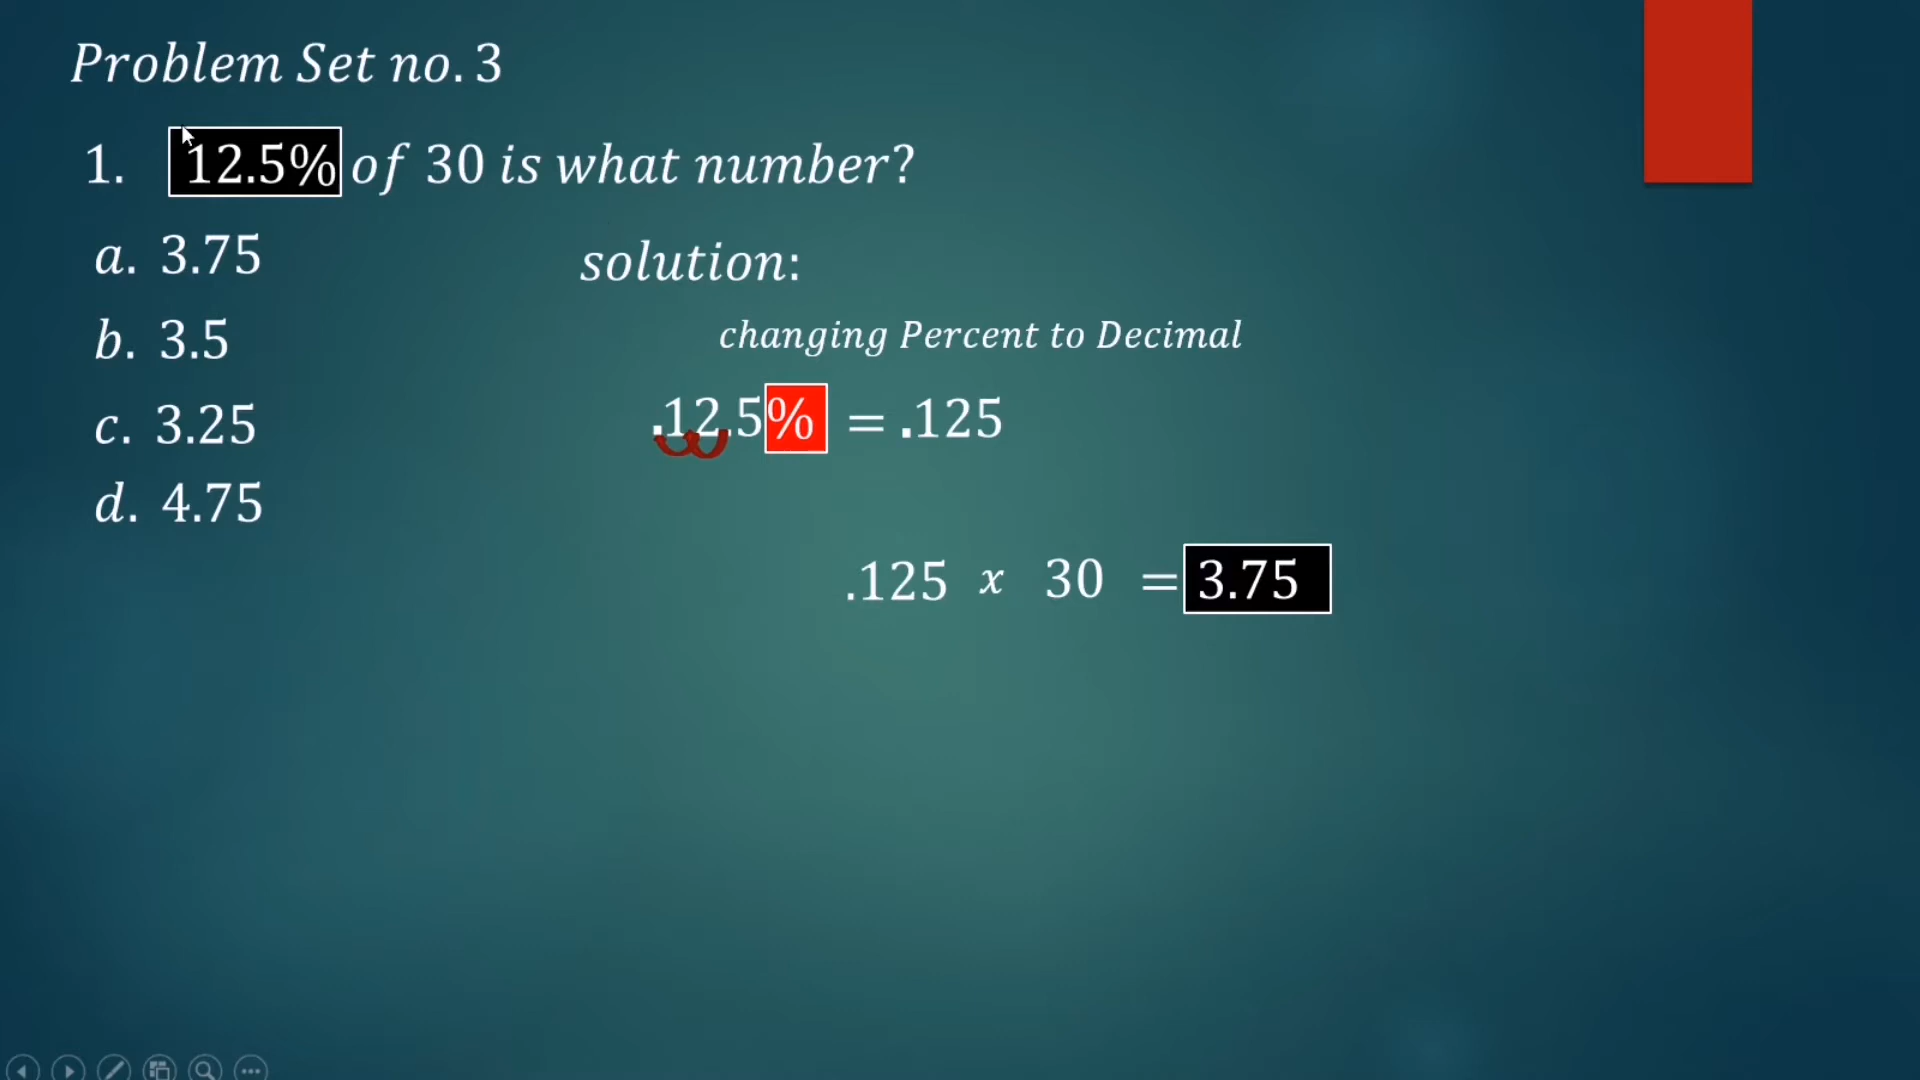 Problem Set no. 3
1. 12.5% of 30 is what number?
a. 3.75
b. 3.5
c. 3.25
d. 4.75
solution:
changing Percent to Decimal
.12.5% = .125
.125 x 30 = 3.75